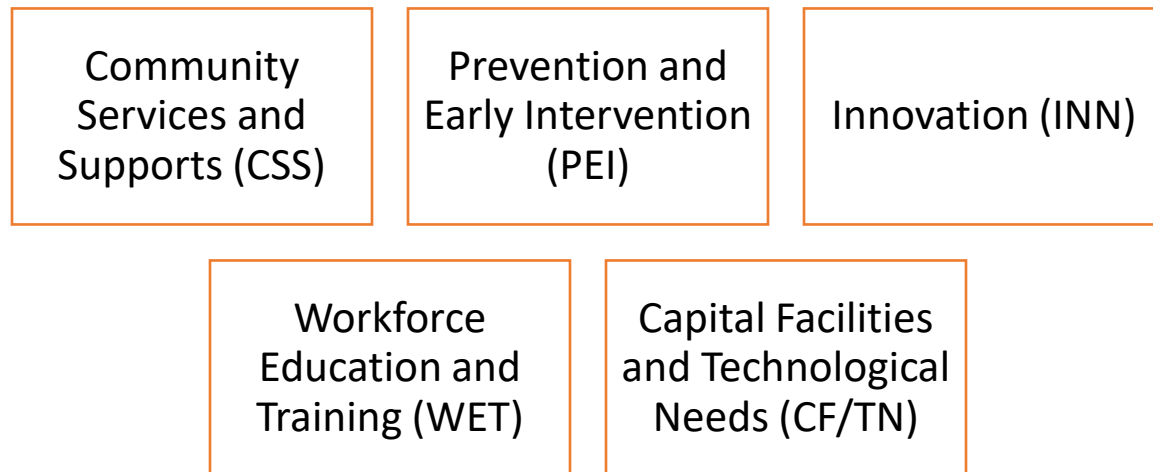 Community
Services and
Supports (CSS)
Prevention and
Early Intervention
(PEI)
Innovation (INN)
Workforce
Education and
Training (WET)
Capital Facilities
and Technological
Needs (CF/TN)